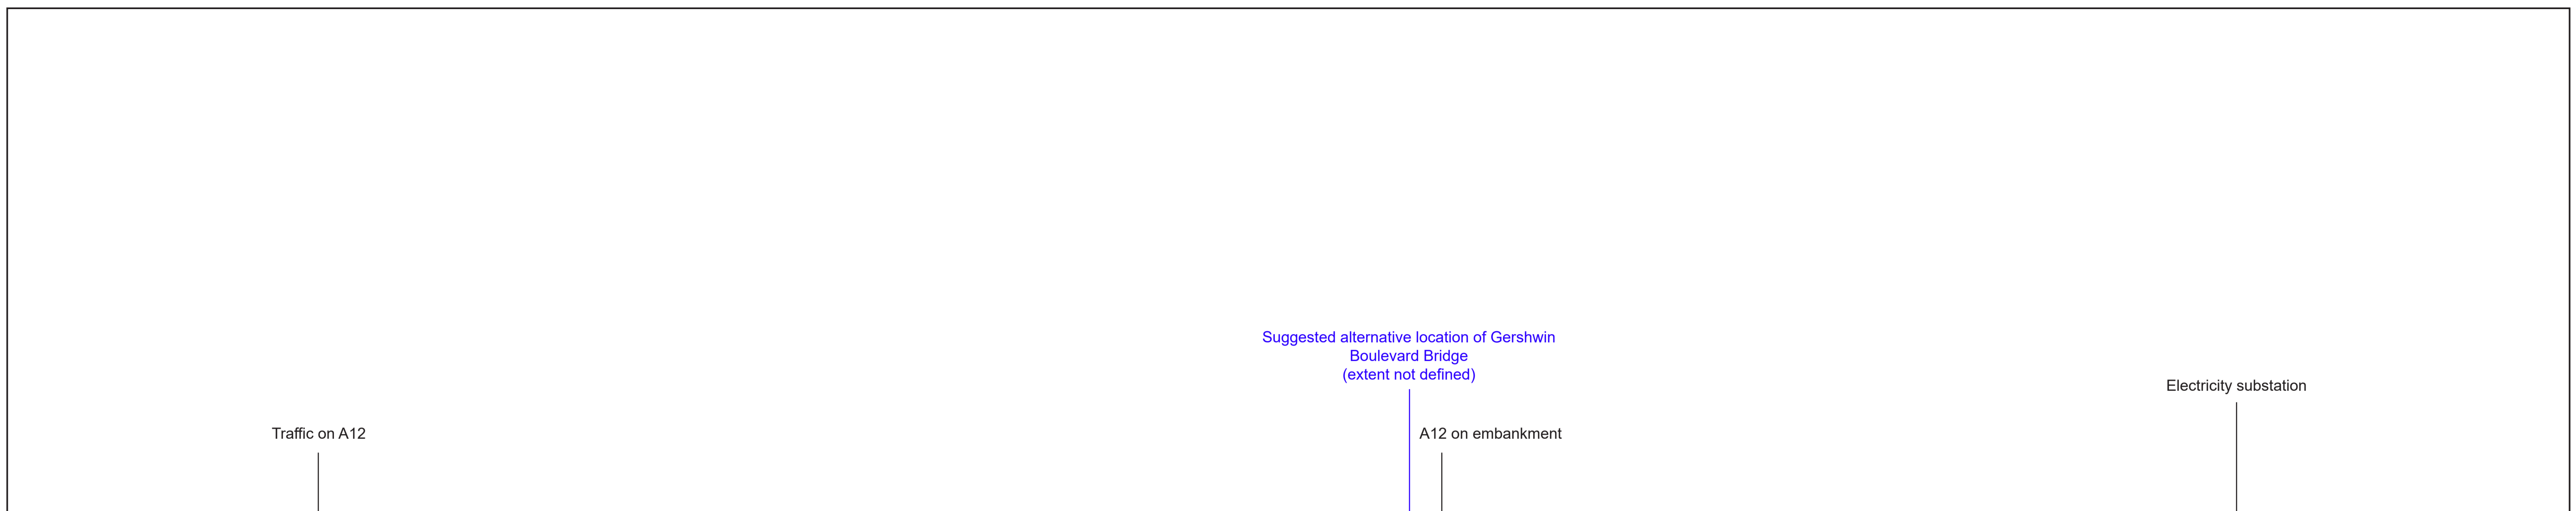 Suggested alternative location of Gershwin
Boulevard Bridge
(extent not defined)
Electricity substation
Traffic on A12
A12 on embankment